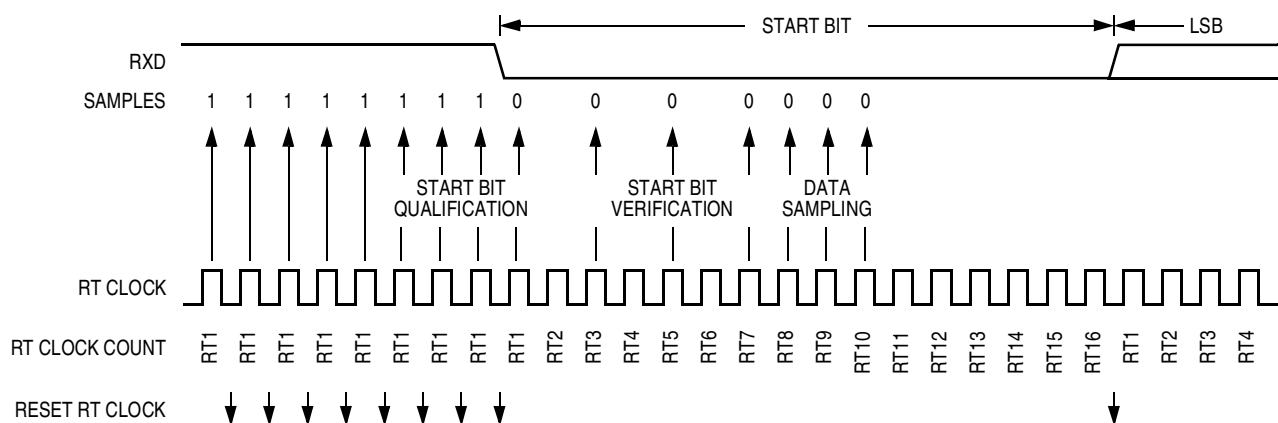 START BIT LSB
RXD
SAMPLES 1 1 1 1 1 1 1 1 0 0 0 0 0 0 0
START BIT QUALIFICATION
START BIT VERIFICATION
DATA SAMPLING
RT CLOCK
RT CLOCK COUNT RT1 RT1 RT1 RT1 RT1 RT1 RT1 RT1 RT1 RT2 RT3 RT4 RT5 RT6 RT7 RT8 RT9 RT10 RT11 RT12 RT13 RT14 RT15 RT16 RT1 RT2 RT3 RT4
RESET RT CLOCK